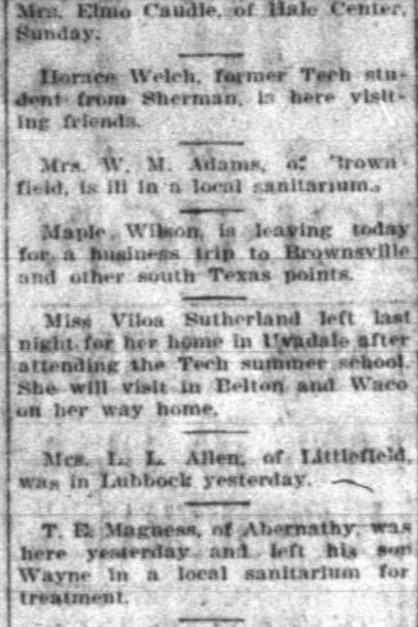 Mrs. Elmo Caudle, of Hale Center,
Sunday.
Horace Welch, former Tech stu-
dent from Sherman, is here visit-
ing friends.
Mrs. W. M. Adams, of Brown-
field, is ill in a local sanitarium.
Maple Wilson, is leaving today
for a business trip to Brownsville
and other south Texas points.
Miss Viloa Sutherland left last
night for her home in Uvadale after
attending the Tech summer school.
She will visit in Belton and Waco
on her way home.
Mrs. L. L. Allen, of Littlefield,
was in Lubbock yesterday.
T. E. Magness, of Abernathy, was
here yesterday and left his son
Wayne in a local sanitarium for
treatment.